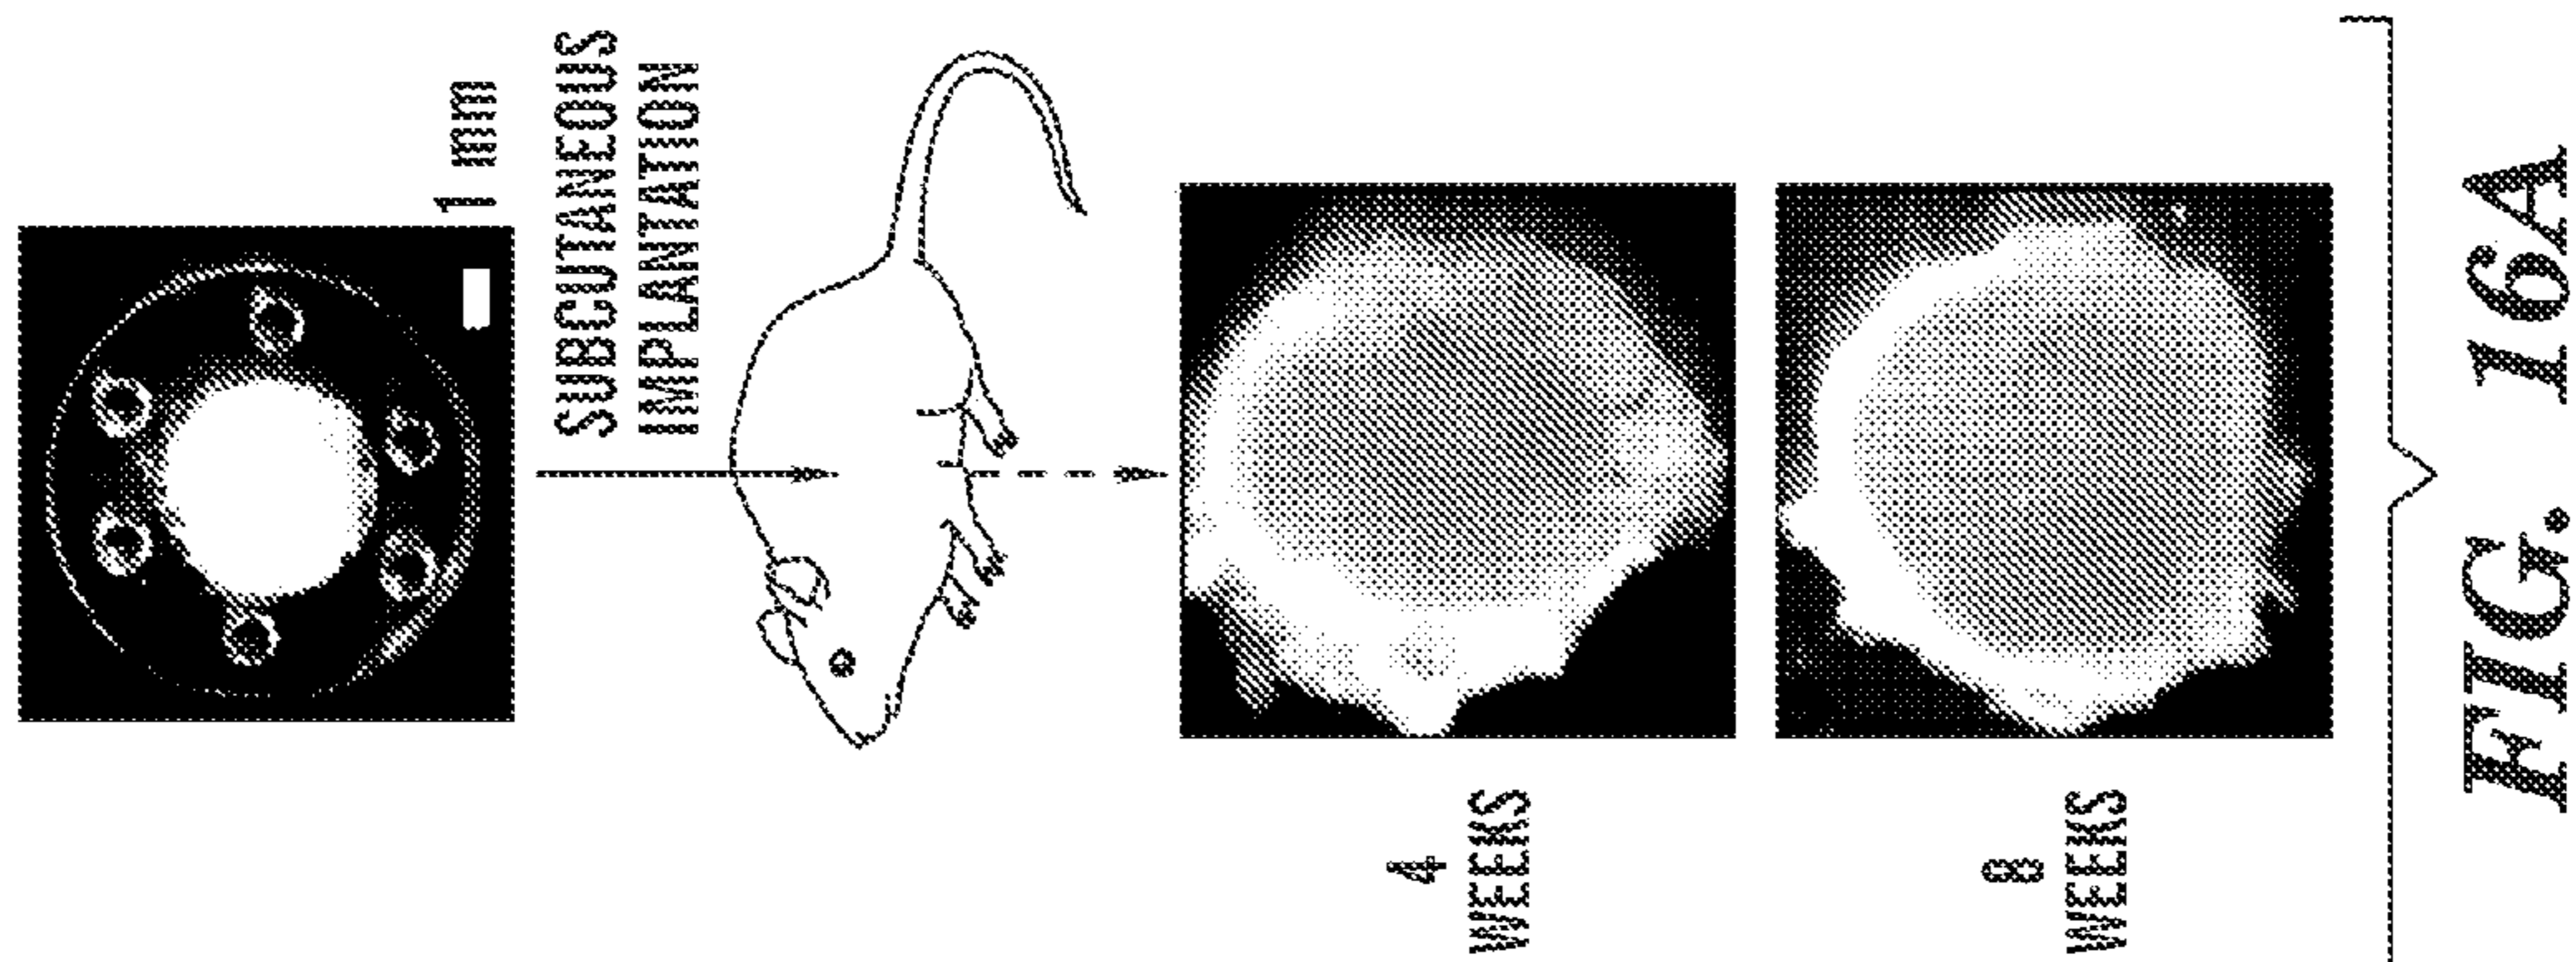 1 mm
SUBCUTANEOUS
IMPLANTATION
4
WEEKS
8
WEEKS
FIG. 16A